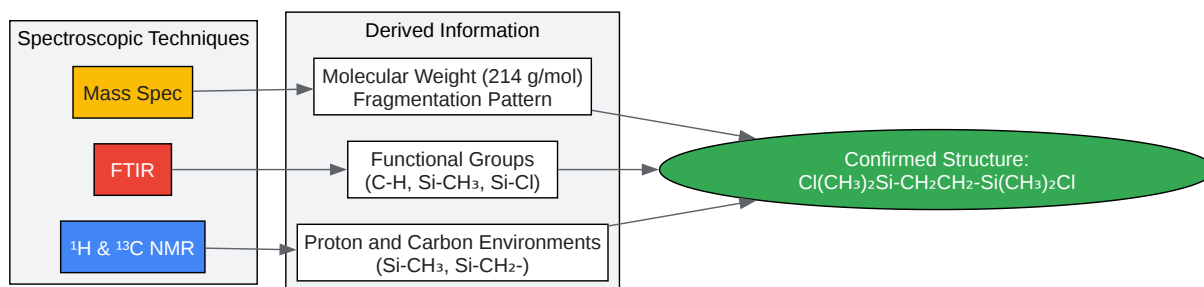 Spectroscopic Techniques
Mass Spec
FTIR
¹H & ¹³C NMR
Derived Information
Molecular Weight (214 g/mol)
Fragmentation Pattern
Functional Groups
(C-H, Si-CH₃, Si-Cl)
Proton and Carbon Environments
(Si-CH₃, Si-CH₂-)
Confirmed Structure:
Cl(CH₃)₂Si-CH₂CH₂-Si(CH₃)₂Cl